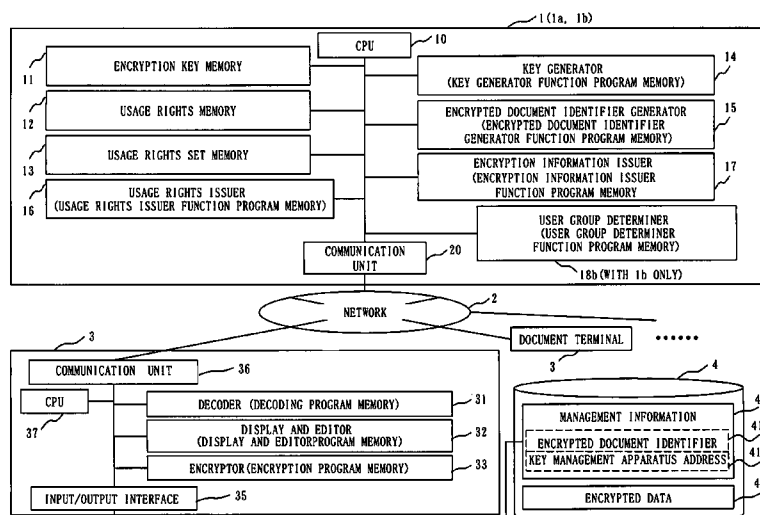 1(1a, 1b)
CPU
10
ENCRYPTION KEY MEMORY
11
USAGE RIGHTS MEMORY
12
USAGE RIGHTS SET MEMORY
13
USAGE RIGHTS ISSUER
(USAGE RIGHTS ISSUER FUNCTION PROGRAM MEMORY)
16
KEY GENERATOR
(KEY GENERATOR FUNCTION PROGRAM MEMORY)
14
ENCRYPTED DOCUMENT IDENTIFIER GENERATOR
(ENCRYPTED DOCUMENT IDENTIFIER
GENERATOR FUNCTION PROGRAM MEMORY)
15
ENCRYPTION INFORMATION ISSUER
(ENCRYPTION INFORMATION ISSUER
FUNCTION PROGRAM MEMORY
17
USER GROUP DETERMINER
(USER GROUP DETERMINER
FUNCTION PROGRAM MEMORY)
18b(WITH 1b ONLY)
COMMUNICATION
UNIT
20
NETWORK
2
DOCUMENT TERMINAL
3
3
COMMUNICATION UNIT
36
CPU
37
DECODER (DECODING PROGRAM MEMORY)
31
DISPLAY AND EDITOR
(DISPLAY AND EDITORPROGRAM MEMORY)
32
ENCRYPTOR(ENCRYPTION PROGRAM MEMORY)
33
INPUT/OUTPUT INTERFACE
35
4
MANAGEMENT INFORMATION
ENCRYPTED DOCUMENT IDENTIFIER
KEY MANAGEMENT APPARATUS ADDRESS
ENCRYPTED DATA